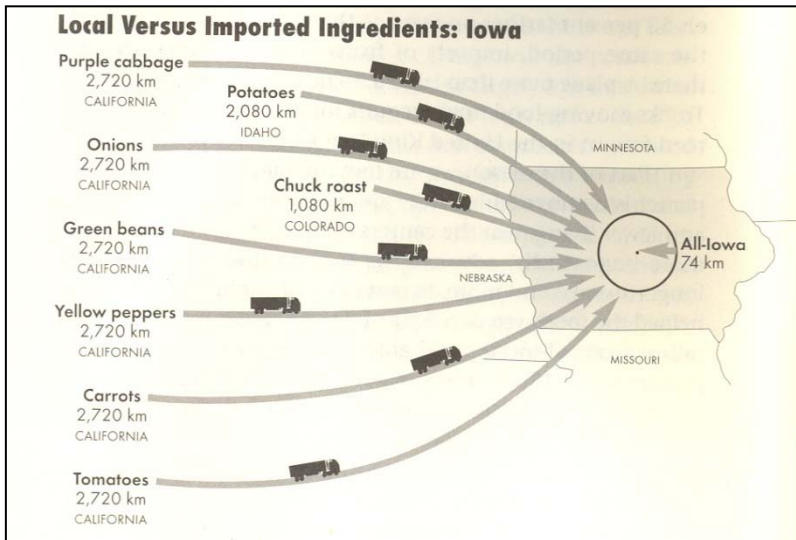 Local Versus Imported Ingredients: Iowa
Purple cabbage
2,720 km
CALIFORNIA
Potatoes
2,080 km
IDAHO
Onions
2,720 km
CALIFORNIA
Chuck roast
1,080 km
COLORADO
Green beans
2,720 km
CALIFORNIA
Yellow peppers
2,720 km
CALIFORNIA
Carrots
2,720 km
CALIFORNIA
Tomatoes
2,720 km
CALIFORNIA
MINNESOTA
All-Iowa
74 km
NEBRASKA
MISSOURI